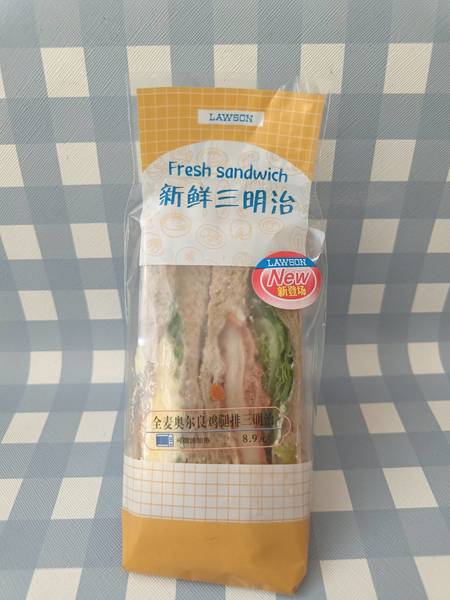 LAWSON
Fresh sandwich
新鲜三明治
LAWSON
New
新登场
全麦奥尔良鸡腿排三明治
8.9元